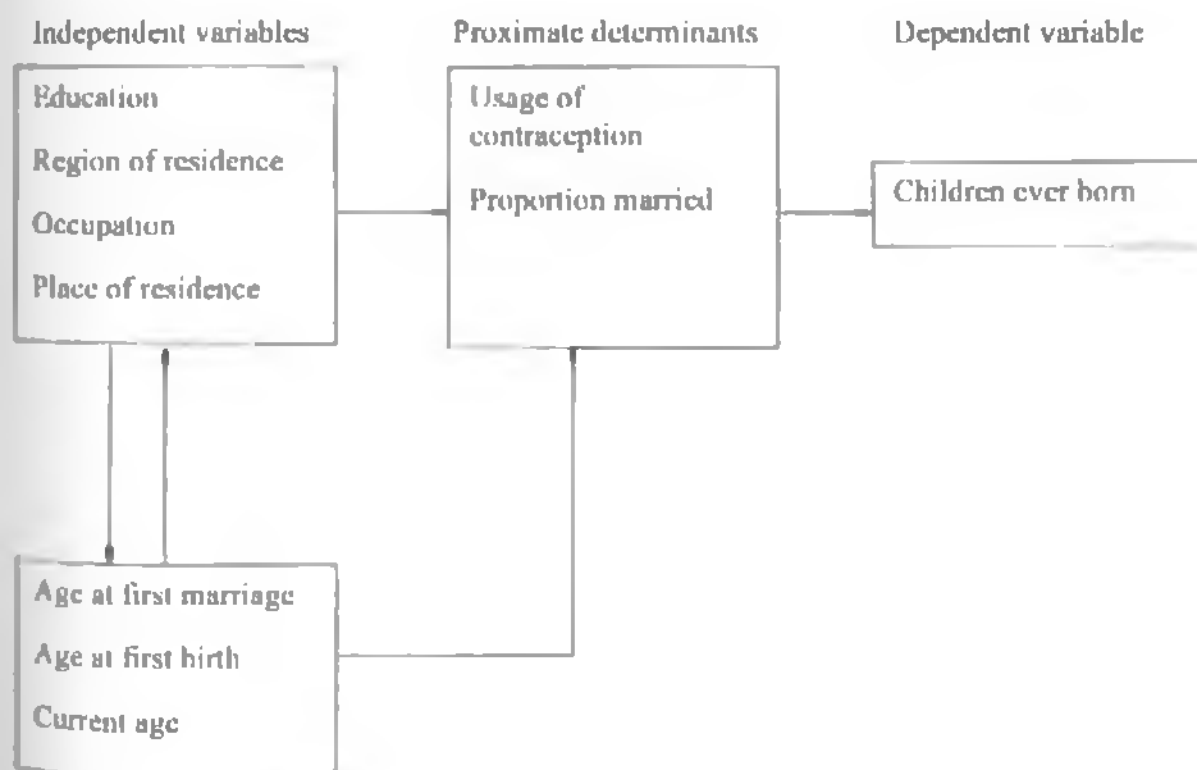 Independent variables
Education
Region of residence
Occupation
Place of residence
Proximate determinants
Usage of
contraception
Proportion married
Dependent variable
Children ever born
Age at first marriage
Age at first birth
Current age